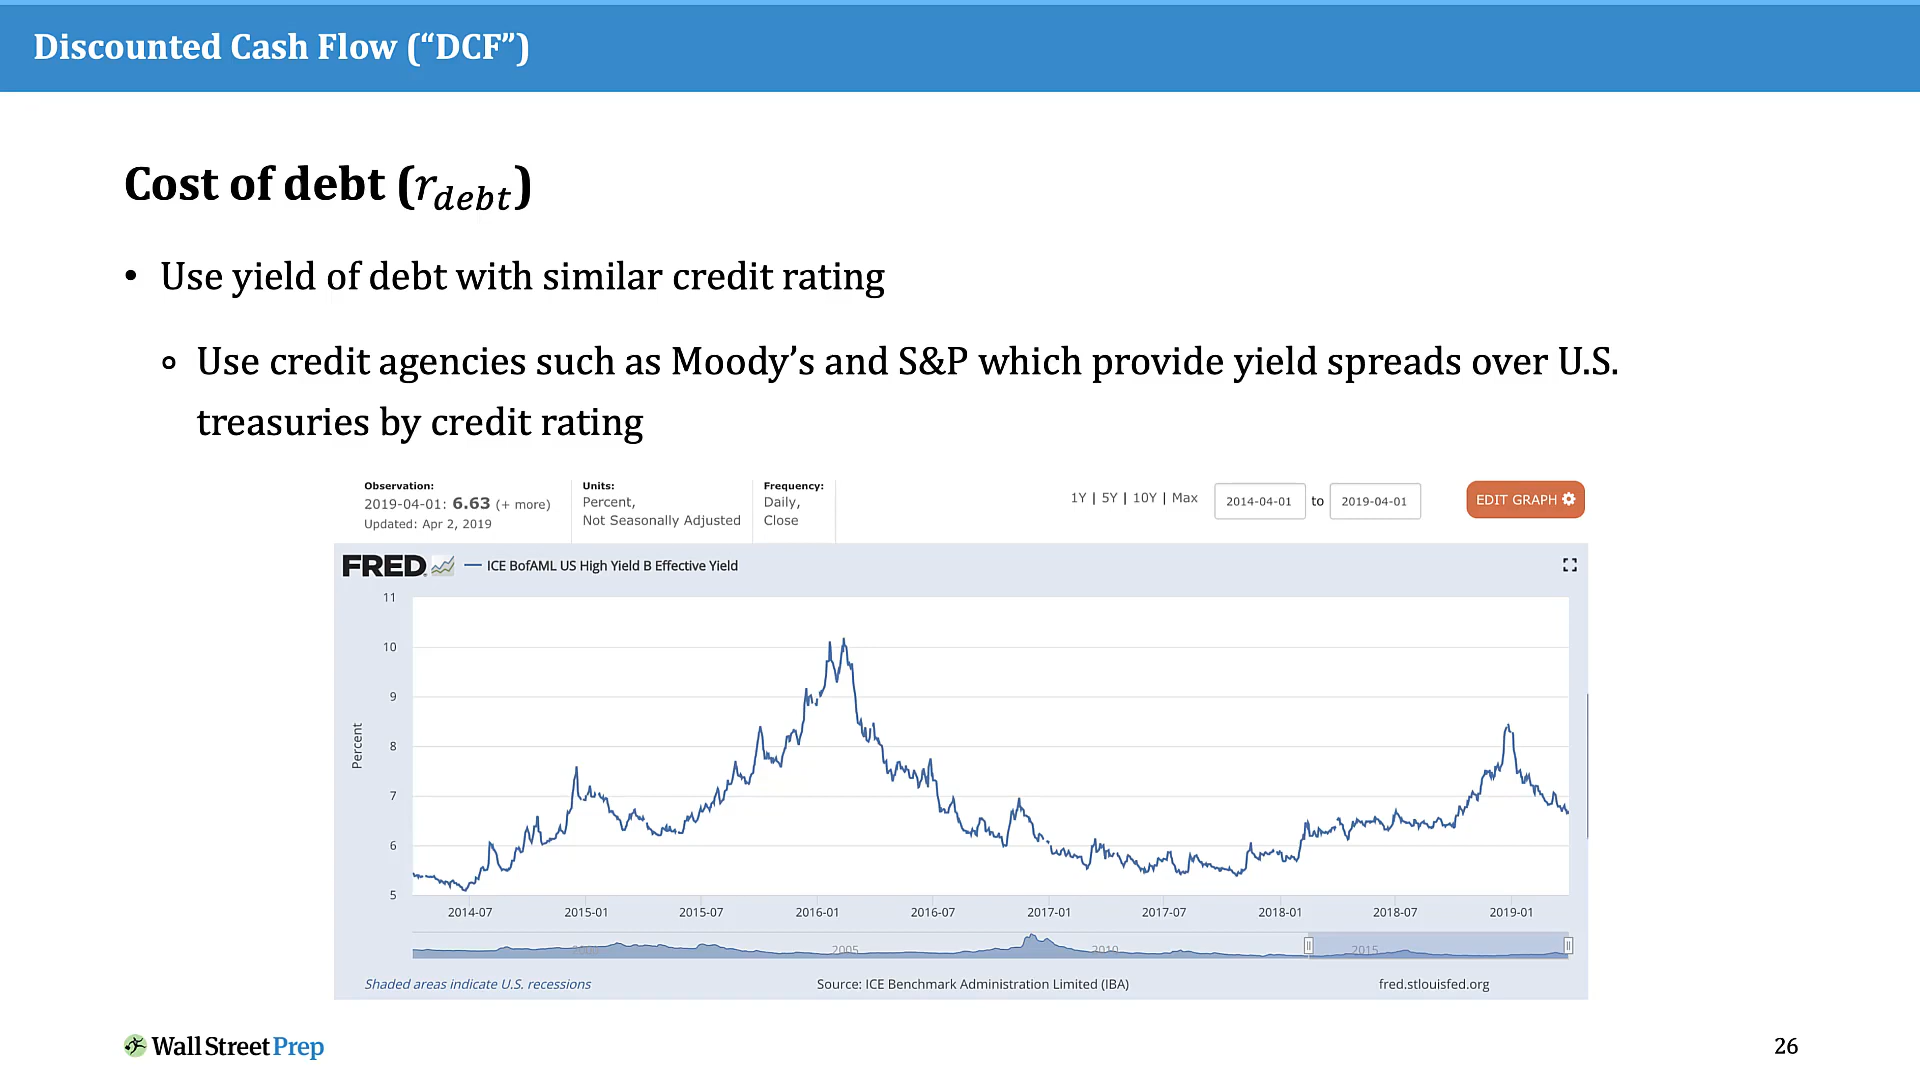 Discounted Cash Flow (“DCF”)
Cost of debt (r_debt)
• Use yield of debt with similar credit rating
∘ Use credit agencies such as Moody’s and S&P which provide yield spreads over U.S.
treasuries by credit rating
Observation: Units: Frequency:
2019-04-01: 6.63 (+ more) Percent, Daily,
Updated: Apr 2, 2019 Not Seasonally Adjusted Close
1Y | 5Y | 10Y | Max 2014-04-01 to 2019-04-01 EDIT GRAPH
FRED — ICE BofAML US High Yield B Effective Yield
Percent
11
10
9
8
7
6
5
2014-07 2015-01 2015-07 2016-01 2016-07 2017-01 2017-07 2018-01 2018-07 2019-01
2000 2005 2010 2015
Shaded areas indicate U.S. recessions Source: ICE Benchmark Administration Limited (IBA) fred.stlouisfed.org
Wall Street Prep 26